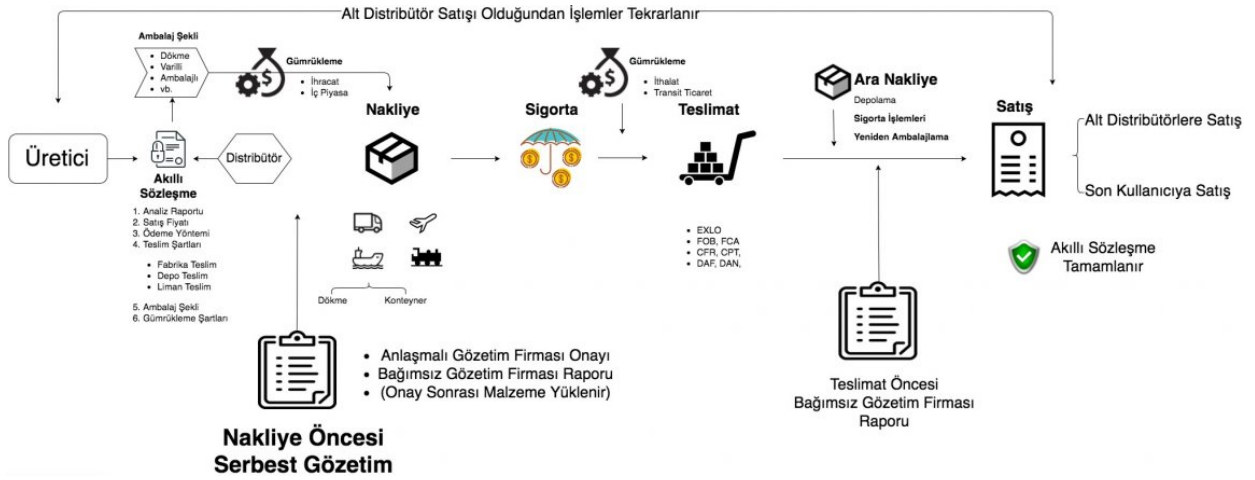 Alt Distribütör Satışı Olduğundan İşlemler Tekrarlanır
Ambalaj Şekli
• Dökme
• Varilli
• Ambalajlı
• vb.
Gümrükleme
• İhracat
• İç Piyasa
Gümrükleme
• İthalat
• Transit Ticaret
Üretici
Akıllı
Sözleşme
1. Analiz Raportu
2. Satış Fiyatı
3. Ödeme Yöntemi
4. Teslim Şartları
• Fabrika Teslim
• Depo Teslim
• Liman Teslim
5. Ambalaj Şekli
6. Gümrükleme Şartları
Distribütör
Nakliye
Dökme
Konteyner
Sigorta
Teslimat
• EXLO
• FOB, FCA
• CFR, CPT,
• DAF, DAN,
Ara Nakliye
Depolama
Sigorta İşlemleri
Yeniden Ambalajlama
Satış
Alt Distribütörlere Satış
Son Kullanıcıya Satış
Akıllı Sözleşme
Tamamlanır
• Anlaşmalı Gözetim Firması Onayı
• Bağımsız Gözetim Firması Raporu
• (Onay Sonrası Malzeme Yüklenir)
Nakliye Öncesi
Serbest Gözetim
Teslimat Öncesi
Bağımsız Gözetim Firması
Raporu